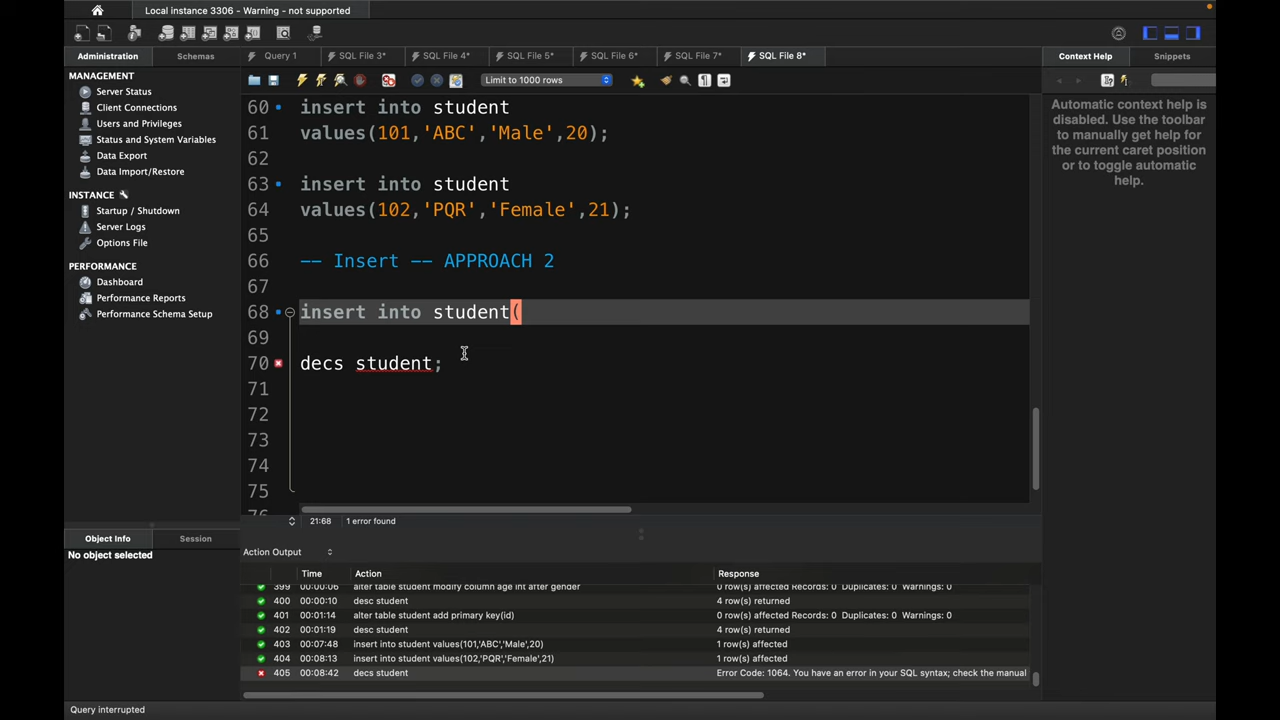 Local instance 3306 - Warning - not supported
Administration
Schemas
Query 1
SQL File 3*
SQL File 4*
SQL File 5*
SQL File 6*
SQL File 7*
SQL File 8*
Context Help
Snippets
MANAGEMENT
Server Status
Client Connections
Users and Privileges
Status and System Variables
Data Export
Data Import/Restore
INSTANCE
Startup / Shutdown
Server Logs
Options File
PERFORMANCE
Dashboard
Performance Reports
Performance Schema Setup
Limit to 1000 rows
60 insert into student
61 values(101,'ABC','Male',20);
62
63 insert into student
64 values(102,'PQR','Female',21);
65
66 -- Insert -- APPROACH 2
67
68 insert into student(
69
70 decs student;
71
72
73
74
75
76
Automatic context help is
disabled. Use the toolbar
to manually get help for
the current caret position
or to toggle automatic
help.
21:68 1 error found
Object Info
Session
No object selected
Action Output
Time Action Response
399 00:00:06 alter table student modify column age int after gender 0 row(s) affected Records: 0 Duplicates: 0 Warnings: 0
400 00:00:10 desc student 4 row(s) returned
401 00:01:14 alter table student add primary key(id) 0 row(s) affected Records: 0 Duplicates: 0 Warnings: 0
402 00:01:19 desc student 4 row(s) returned
403 00:07:48 insert into student values(101,'ABC','Male',20) 1 row(s) affected
404 00:08:13 insert into student values(102,'PQR','Female',21) 1 row(s) affected
405 00:08:42 decs student Error Code: 1064. You have an error in your SQL syntax; check the manual
Query interrupted